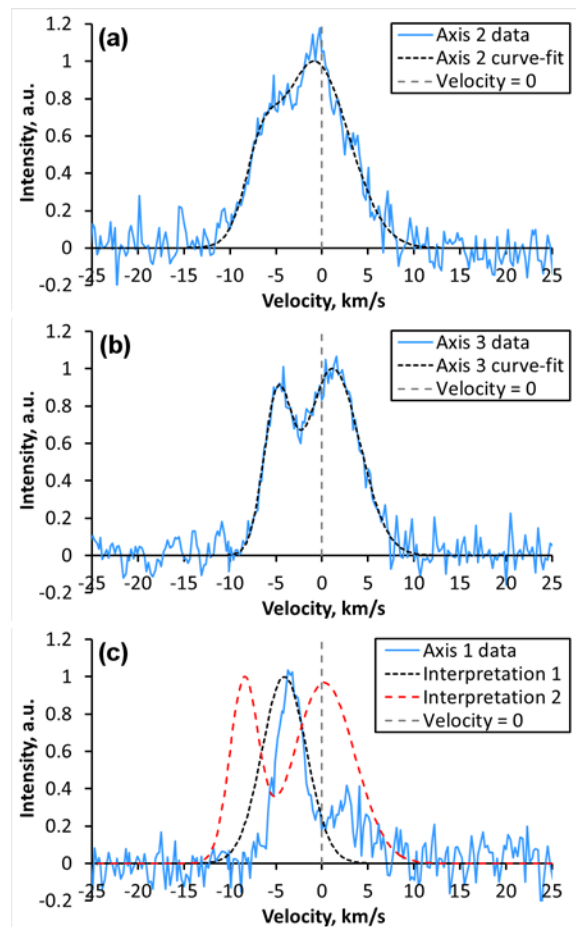 (a)
Axis 2 data
Axis 2 curve-fit
Velocity = 0
Intensity, a.u.
1.2
1
0.8
0.6
0.4
0.2
0
-0.2
-25 -20 -15 -10 -5 0 5 10 15 20 25
Velocity, km/s
(b)
Axis 3 data
Axis 3 curve-fit
Velocity = 0
Intensity, a.u.
1.2
1
0.8
0.6
0.4
0.2
0
-0.2
-25 -20 -15 -10 -5 0 5 10 15 20 25
Velocity, km/s
(c)
Axis 1 data
Interpretation 1
Interpretation 2
Velocity = 0
Intensity, a.u.
1.2
1
0.8
0.6
0.4
0.2
0
-0.2
-25 -20 -15 -10 -5 0 5 10 15 20 25
Velocity, km/s